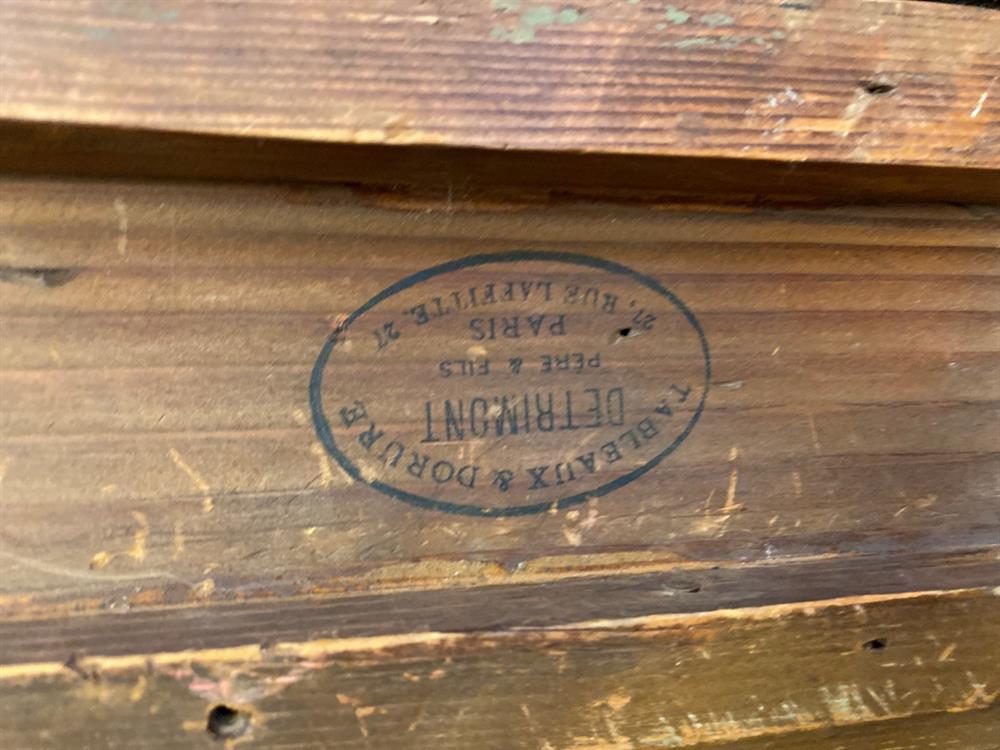 TABLEAUX & DORURE
DETRIMONT
PÈRE & FILS
PARIS
27, RUE LAFFITTE, 27